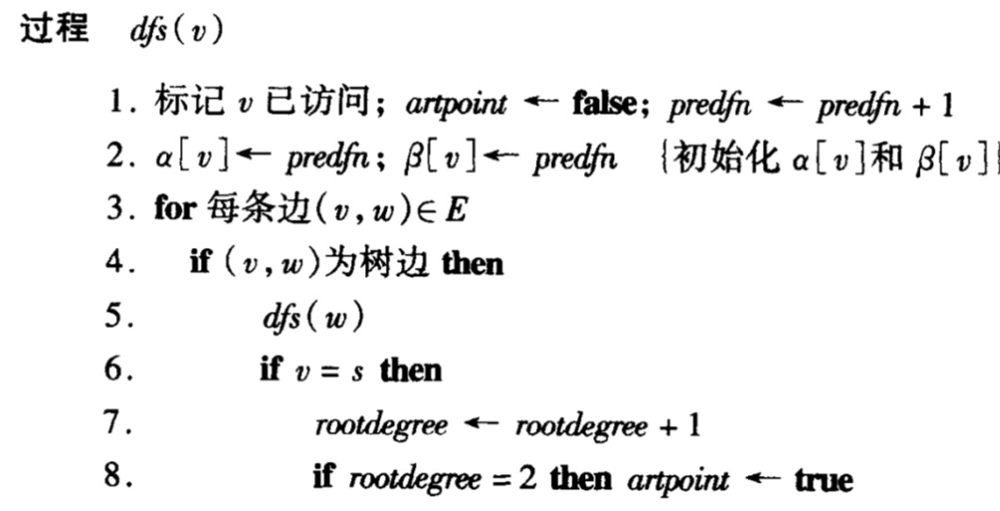 过程 dfs(v)
1. 标记 v 已访问; artpoint ← false; predfn ← predfn + 1
2. α[v]← predfn; β[v]← predfn {初始化 α[v]和 β[v]}
3. for 每条边(v,w)∈E
4. if (v,w)为树边 then
5. dfs(w)
6. if v = s then
7. rootdegree ← rootdegree + 1
8. if rootdegree = 2 then artpoint ← true